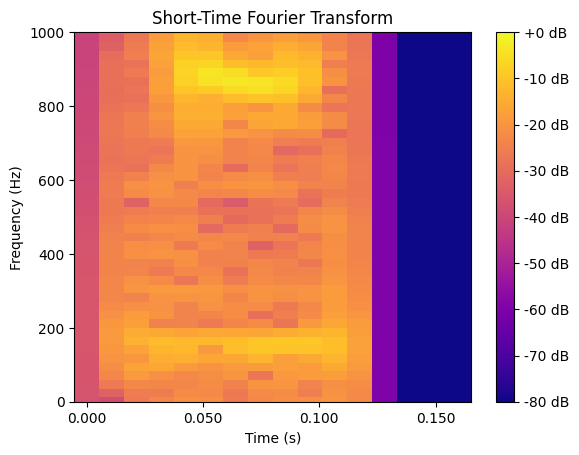 Short-Time Fourier Transform
1000
800
600
400
200
0
Frequency (Hz)
0.000
0.050
0.100
0.150
Time (s)
+0 dB
-10 dB
-20 dB
-30 dB
-40 dB
-50 dB
-60 dB
-70 dB
-80 dB